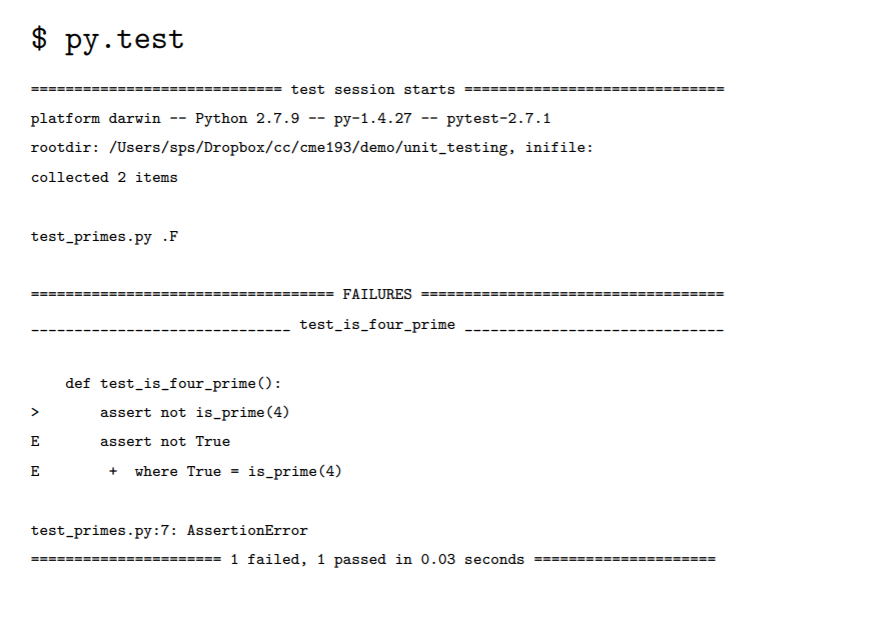 $ py.test
============================= test session starts ==============================
platform darwin -- Python 2.7.9 -- py-1.4.27 -- pytest-2.7.1
rootdir: /Users/sps/Dropbox/cc/cme193/demo/unit_testing, inifile:
collected 2 items
test_primes.py .F
=================================== FAILURES ===================================
______________________________ test_is_four_prime ______________________________
    def test_is_four_prime():
>       assert not is_prime(4)
E       assert not True
E        +  where True = is_prime(4)
test_primes.py:7: AssertionError
====================== 1 failed, 1 passed in 0.03 seconds =====================